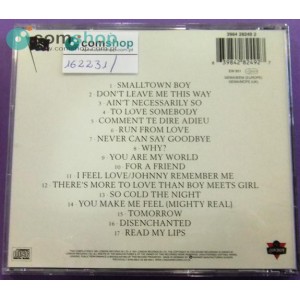 comshop
comshop
162231/
2964 28249 2
1 SMALLTOWN BOY
2 DON'T LEAVE ME THIS WAY
3 AIN'T NECESSARILY SO
4 TO LOVE SOMEBODY
5 COMMENT TE DIRE ADIEU
6 RUN FROM LOVE
7 NEVER CAN SAY GOODBYE
8 WHY?
9 YOU ARE MY WORLD
10 FOR A FRIEND
11 I FEEL LOVE/JOHNNY REMEMBER ME
12 THERE'S MORE TO LOVE THAN BOY MEETS GIRL
13 SO COLD THE NIGHT
14 YOU MAKE ME FEEL (MIGHTY REAL)
15 TOMORROW
16 DISENCHANTED
17 READ MY LIPS